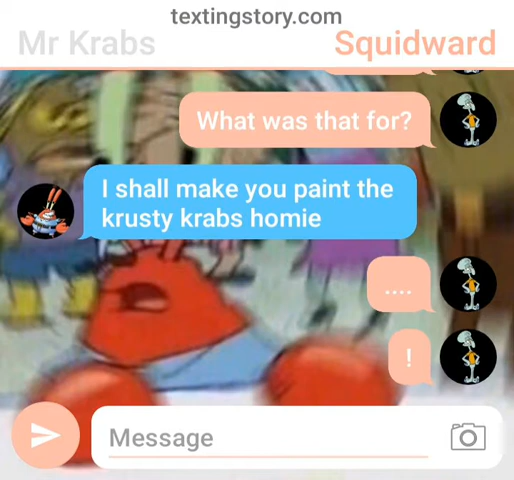 textingstory.com
Mr Krabs
Squidward
What was that for?
I shall make you paint the
krusty krabs homie
....
!
Message